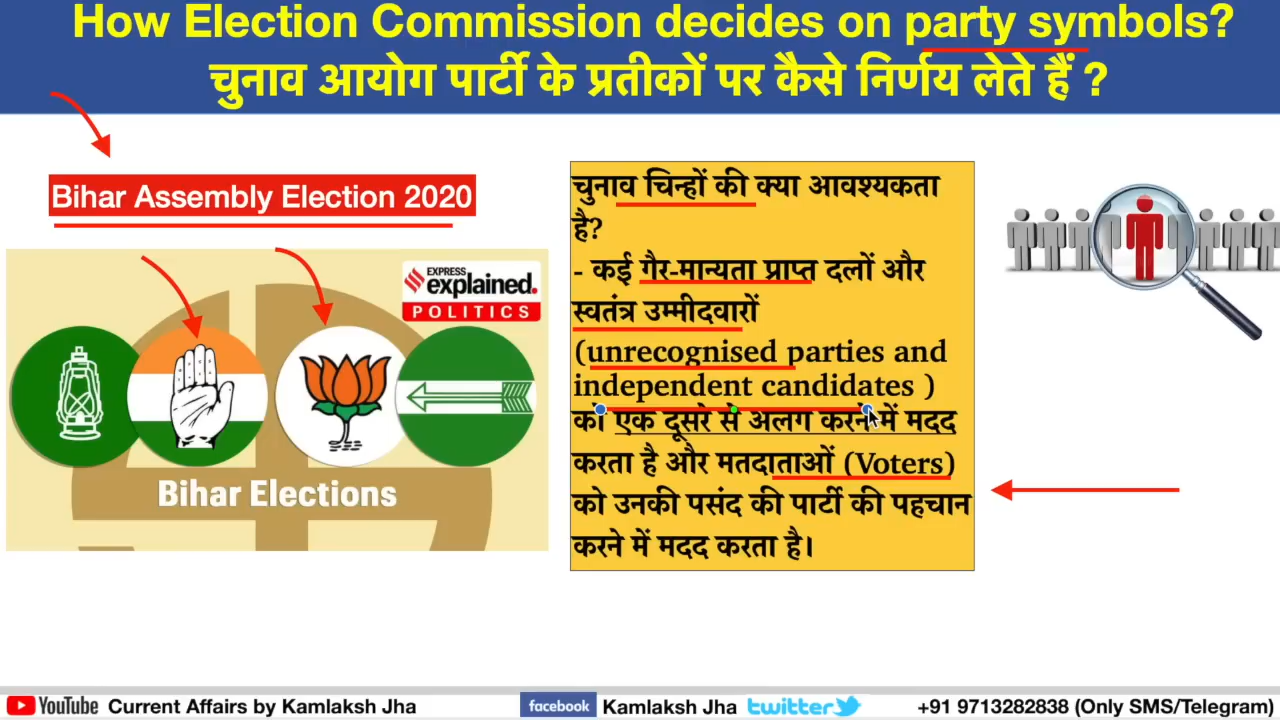 How Election Commission decides on party symbols?
चुनाव आयोग पार्टी के प्रतीकों पर कैसे निर्णय लेते हैं ?
Bihar Assembly Election 2020
EXPRESS
explained.
POLITICS
Bihar Elections
चुनाव चिन्हों की क्या आवश्यकता
है?
- कई गैर-मान्यता प्राप्त दलों और
स्वतंत्र उम्मीदवारों
(unrecognised parties and
independent candidates )
को एक दूसरे से अलग करने में मदद
करता है और मतदाताओं (Voters)
को उनकी पसंद की पार्टी की पहचान
करने में मदद करता है।
YouTube Current Affairs by Kamlaksh Jha facebook Kamlaksh Jha twitter +91 9713282838 (Only SMS/Telegram)